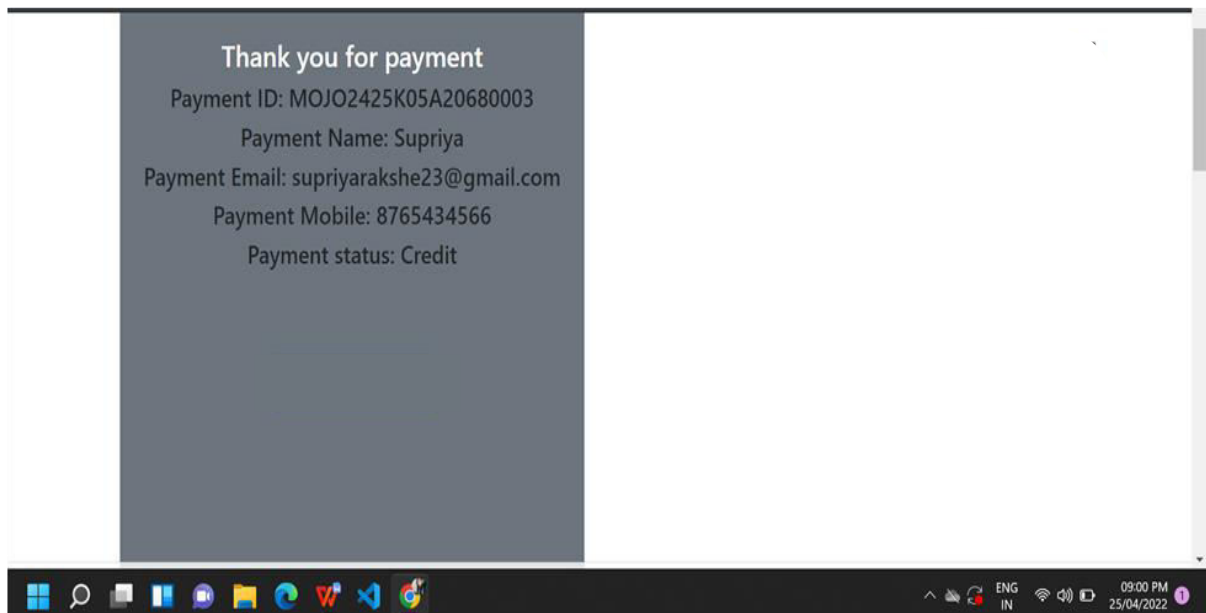 Thank you for payment
Payment ID: MOJO2425K05A20680003
Payment Name: Supriya
Payment Email: supriyarakshe23@gmail.com
Payment Mobile: 8765434566
Payment status: Credit
ENG
IN
09:00 PM
25/04/2022
1